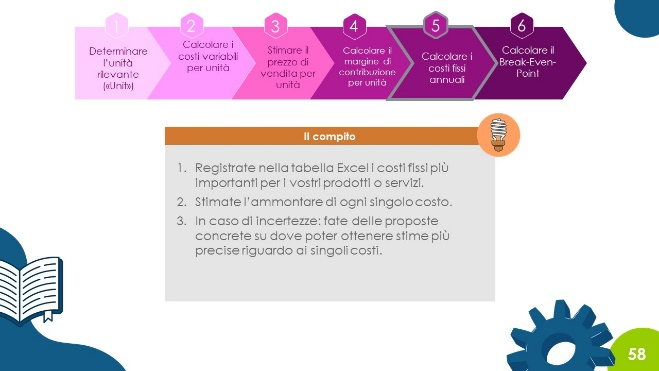 1
Determinare
l'unità
rilevante
(«Unit»)
2
Calcolare i
costi variabili
per unità
3
Stimare il
prezzo di
vendita per
unità
4
Calcolare il
margine di
contribuzione
per unità
5
Calcolare i
costi fissi
annuali
6
Calcolare il
Break-Even-
Point
Il compito
1. Registrate nella tabella Excel i costi fissi più
importanti per i vostri prodotti o servizi.
2. Stimate l'ammontare di ogni singolo costo.
3. In caso di incertezze: fate delle proposte
concrete su dove poter ottenere stime più
precise riguardo ai singoli costi.
58